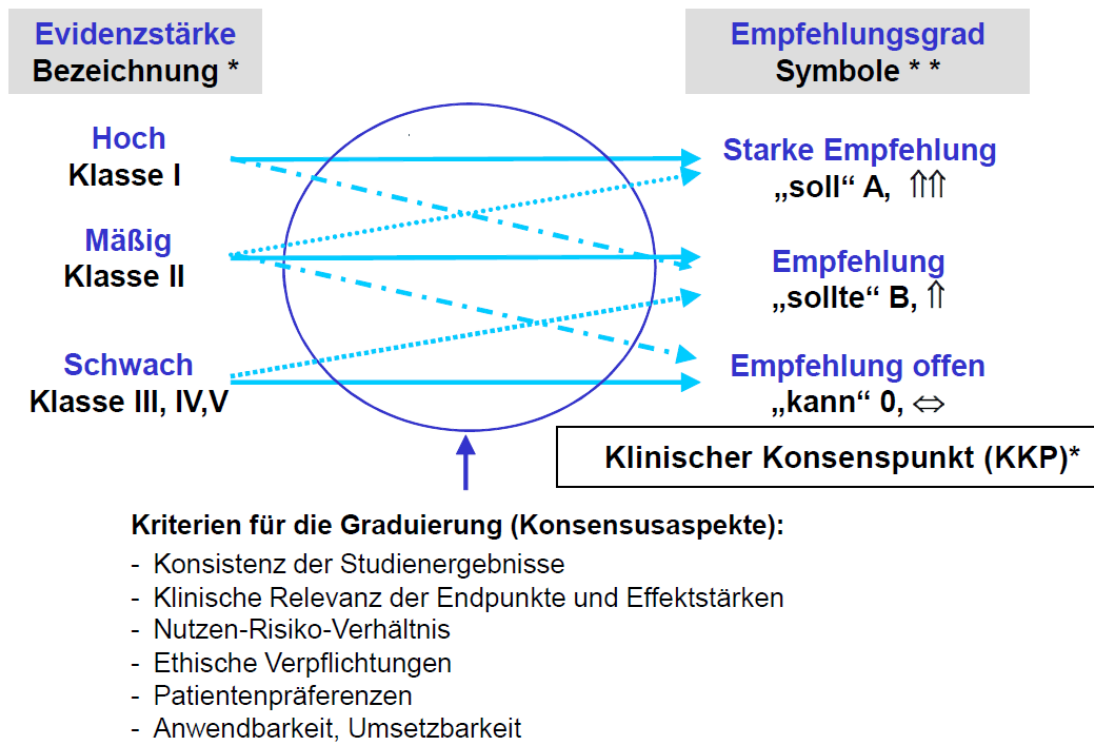 Evidenzstärke
Bezeichnung *
Empfehlungsgrad
Symbole * *
Hoch
Klasse I
Starke Empfehlung
„soll“ A, ⇑⇑
Mäßig
Klasse II
Empfehlung
„sollte“ B, ⇑
Schwach
Klasse III, IV,V
Empfehlung offen
„kann“ 0, ⇔
Klinischer Konsenspunkt (KKP)*
Kriterien für die Graduierung (Konsensusaspekte):
- Konsistenz der Studienergebnisse
- Klinische Relevanz der Endpunkte und Effektstärken
- Nutzen-Risiko-Verhältnis
- Ethische Verpflichtungen
- Patientenpräferenzen
- Anwendbarkeit, Umsetzbarkeit